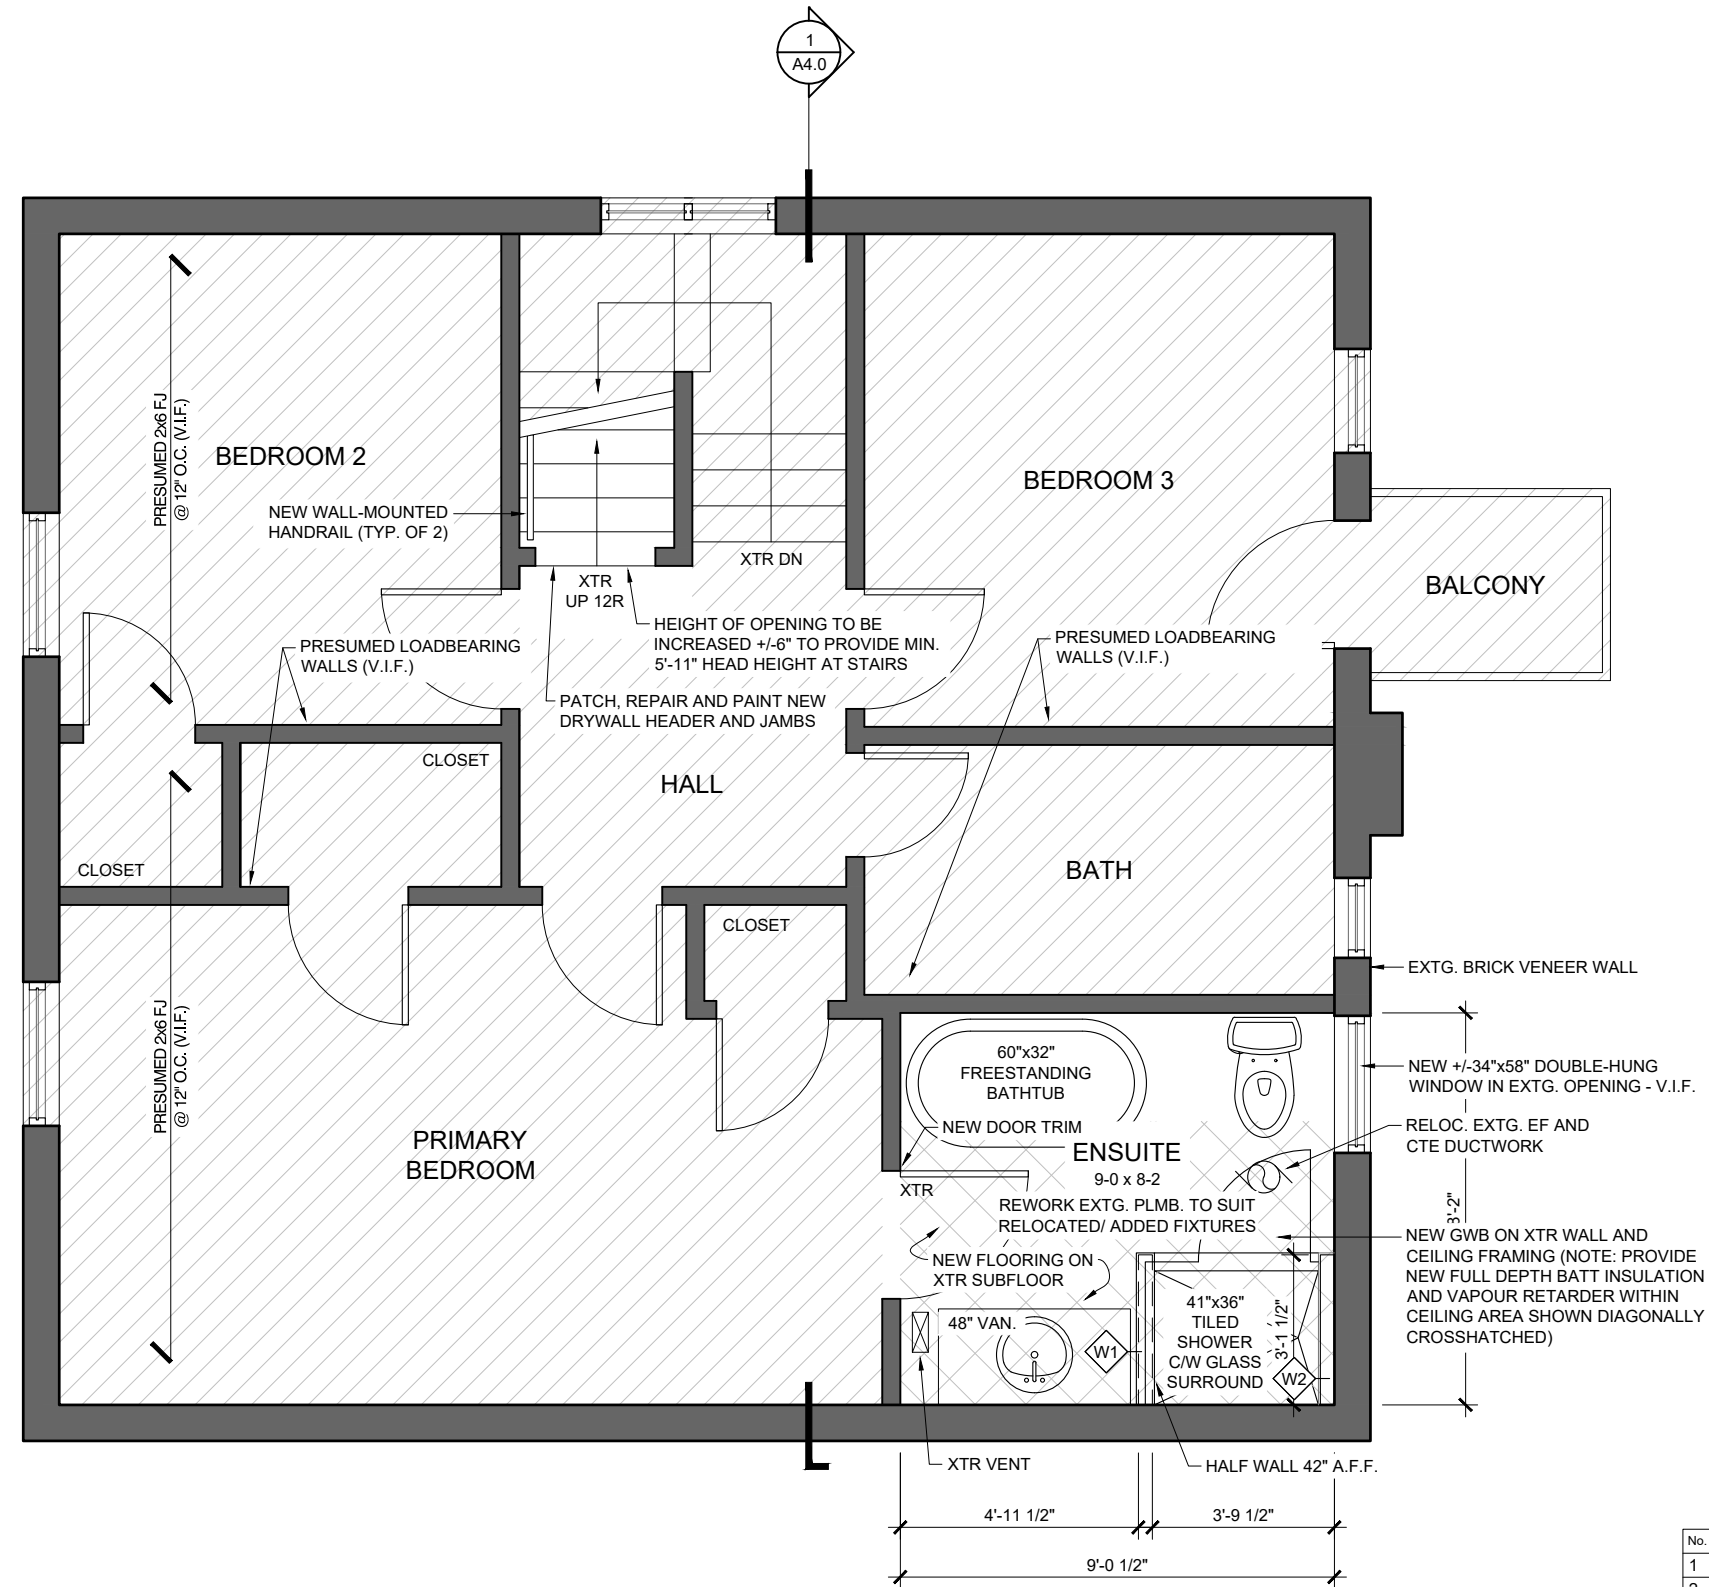 1
A4.0
PRESUMED 2x6 FJ
@ 12" O.C. (V.I.F.)
BEDROOM 2
NEW WALL-MOUNTED
HANDRAIL (TYP. OF 2)
XTR
UP 12R
XTR DN
BEDROOM 3
BALCONY
PRESUMED LOADBEARING
WALLS (V.I.F.)
HEIGHT OF OPENING TO BE
INCREASED +/-6" TO PROVIDE MIN.
5'-11" HEAD HEIGHT AT STAIRS
PRESUMED LOADBEARING
WALLS (V.I.F.)
PATCH, REPAIR AND PAINT NEW
DRYWALL HEADER AND JAMBS
CLOSET
HALL
CLOSET
BATH
CLOSET
EXTG. BRICK VENEER WALL
PRESUMED 2x6 FJ
@ 12" O.C. (V.I.F.)
PRIMARY
BEDROOM
60"x32"
FREESTANDING
BATHTUB
NEW DOOR TRIM
ENSUITE
9-0 x 8-2
XTR
REWORK EXTG. PLMB. TO SUIT
RELOCATED/ ADDED FIXTURES
NEW FLOORING ON
XTR SUBFLOOR
48" VAN.
W1
41"x36"
TILED
SHOWER
C/W GLASS
SURROUND
3'-1 1/2"
W2
NEW +/-34"x58" DOUBLE-HUNG
WINDOW IN EXTG. OPENING - V.I.F.
RELOC. EXTG. EF AND
CTE DUCTWORK
NEW GWB ON XTR WALL AND
CEILING FRAMING (NOTE: PROVIDE
NEW FULL DEPTH BATT INSULATION
AND VAPOUR RETARDER WITHIN
CEILING AREA SHOWN DIAGONALLY
CROSSHATCHED)
XTR VENT
HALF WALL 42" A.F.F.
4'-11 1/2"
3'-9 1/2"
9'-0 1/2"
No.
1